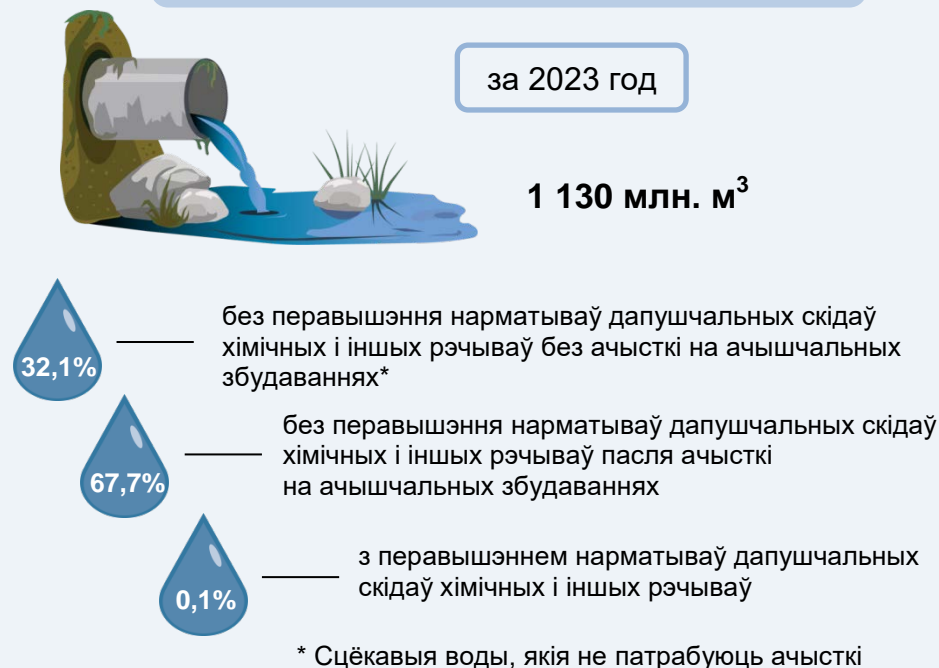 за 2023 год
1 130 млн. м³
32,1%
без перавышэння нарматываў дапушчальных скідаў
хімічных і іншых рэчываў без ачысткі на ачышчальных
збудаваннях*
67,7%
без перавышэння нарматываў дапушчальных скідаў
хімічных і іншых рэчываў пасля ачысткі
на ачышчальных збудаваннях
0,1%
з перавышэннем нарматываў дапушчальных
скідаў хімічных і іншых рэчываў
* Сцёкавыя воды, якія не патрабуюць ачысткі